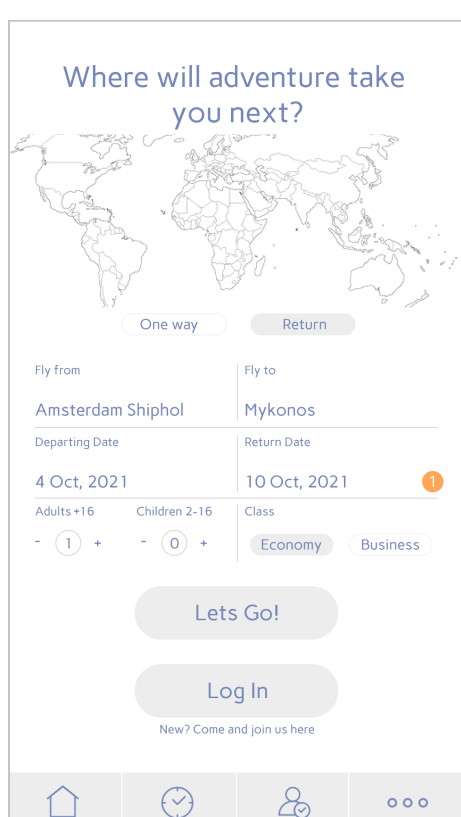 Where will adventure take
you next?
One way Return
Fly from Fly to
Amsterdam Shiphol Mykonos
Departing Date Return Date
4 Oct, 2021 10 Oct, 2021 1
Adults +16 Children 2-16 Class
- 1 + - 0 + Economy Business
Lets Go!
Log In
New? Come and join us here